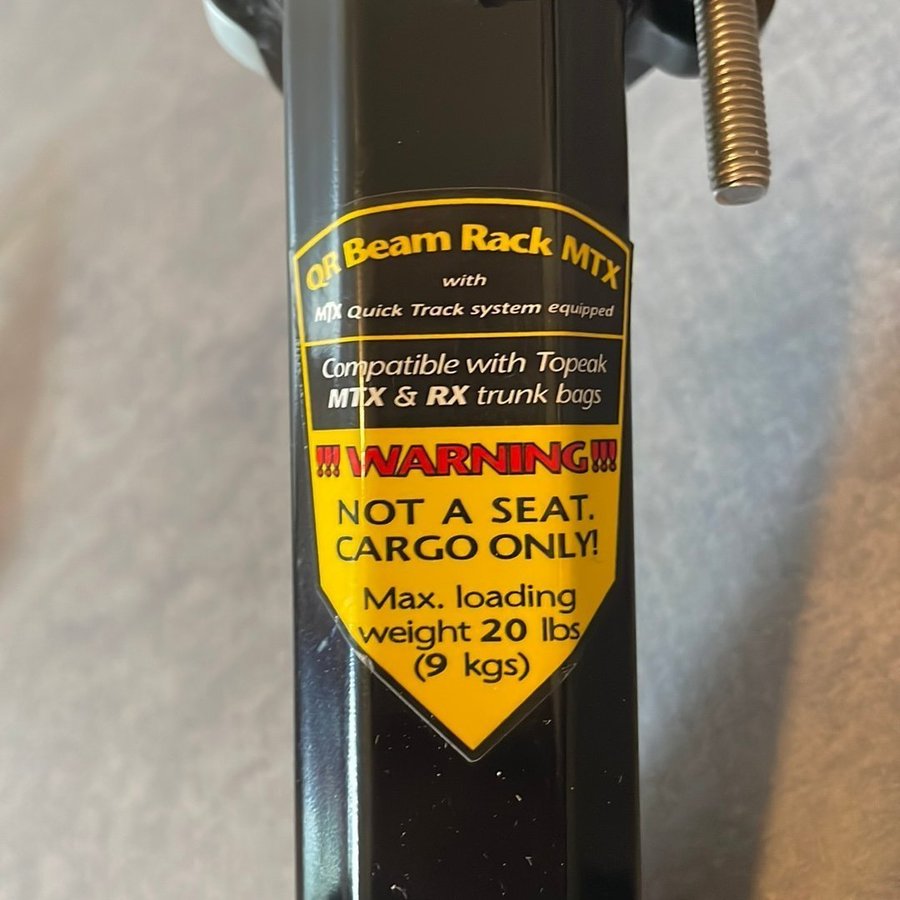 QR Beam Rack MTX
with
MTX Quick Track system equipped
Compatible with Topeak
MTX & RX trunk bags
!!! WARNING !!!
NOT A SEAT.
CARGO ONLY!
Max. loading
weight 20 lbs
(9 kgs)